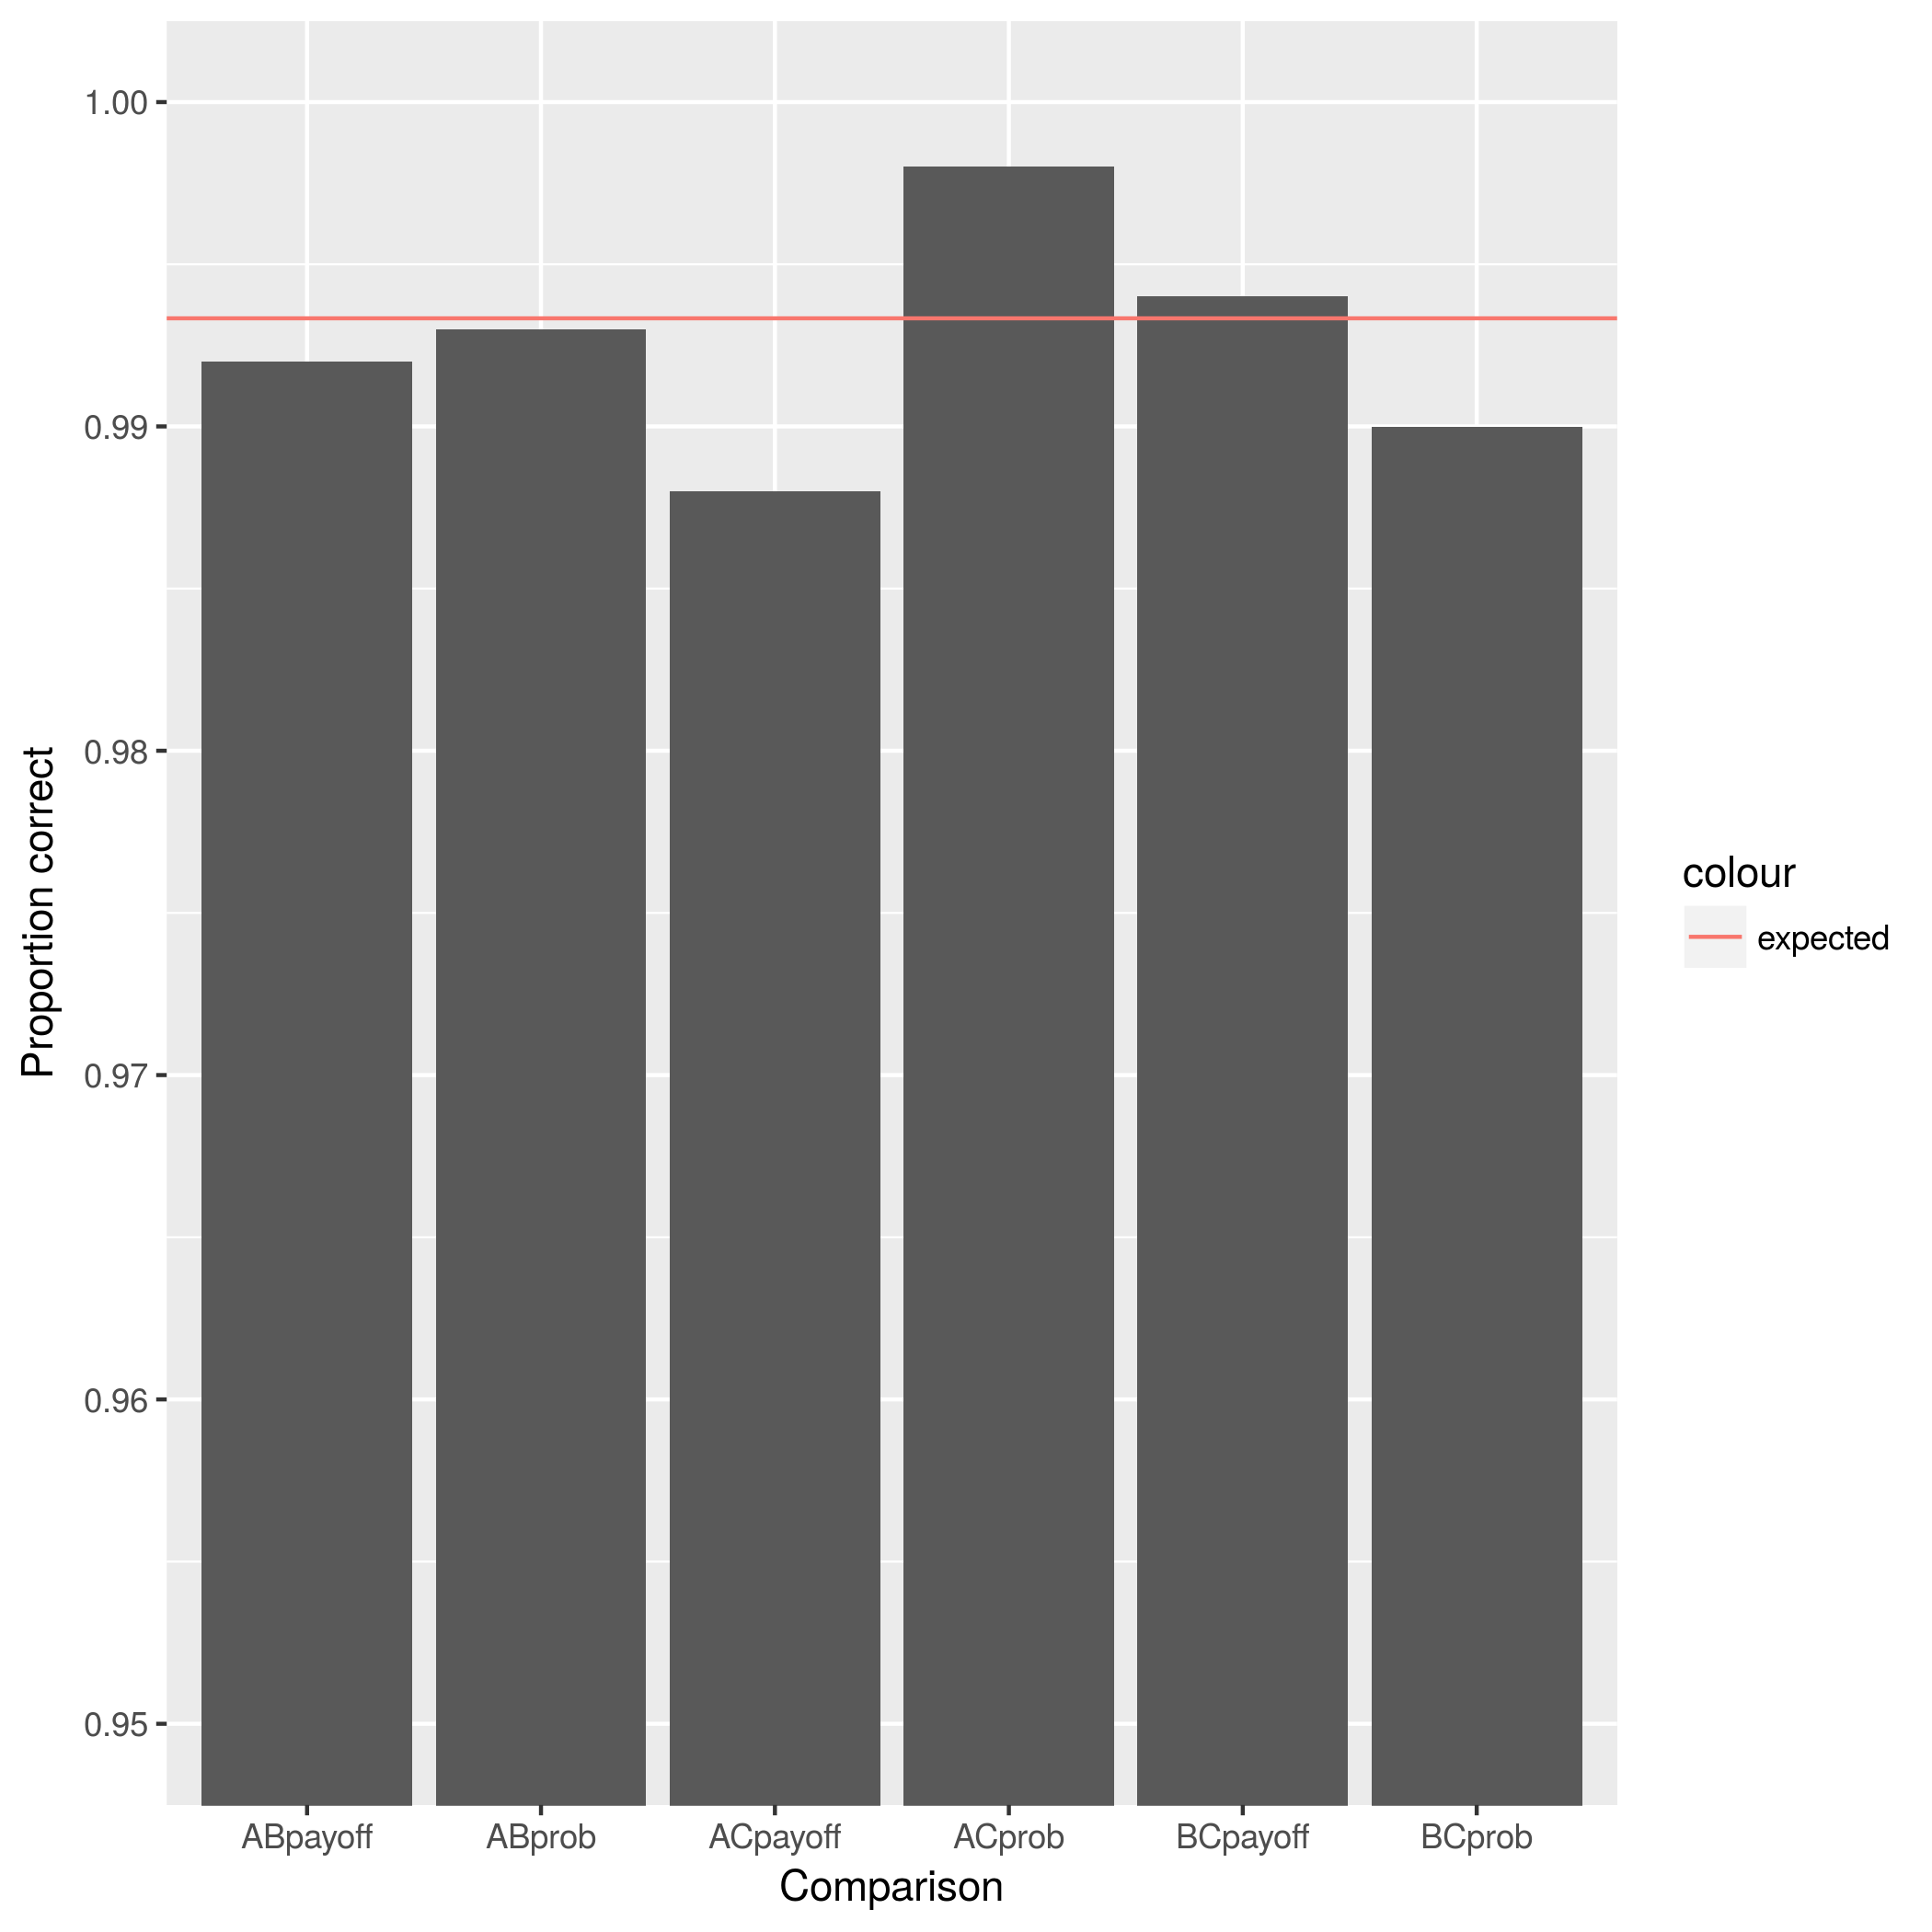 Proportion correct
1.00
0.99
0.98
0.97
0.96
0.95
ABpayoff ABprob ACpayoff ACprob BCpayoff BCprob
Comparison
colour
expected